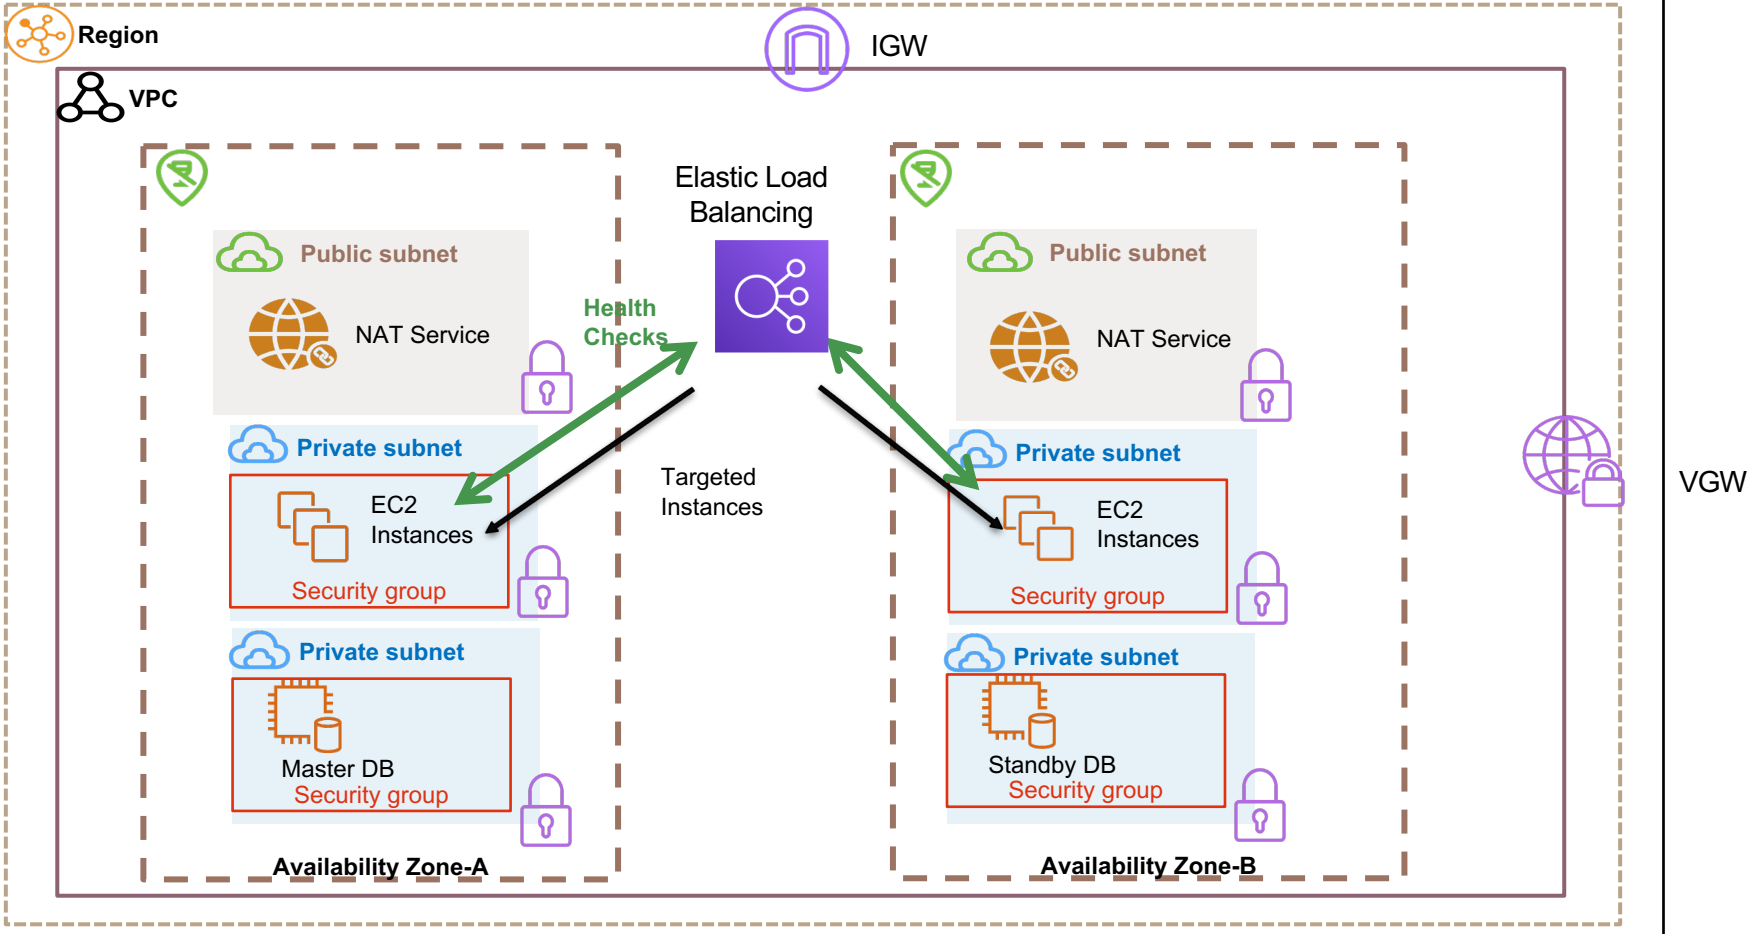 Region
IGW
VPC
Elastic Load
Balancing
Public subnet
NAT Service
Health
Checks
Public subnet
NAT Service
Private subnet
EC2
Instances
Security group
Targeted
Instances
Private subnet
EC2
Instances
Security group
VGW
Private subnet
Master DB
Security group
Private subnet
Standby DB
Security group
Availability Zone-A
Availability Zone-B